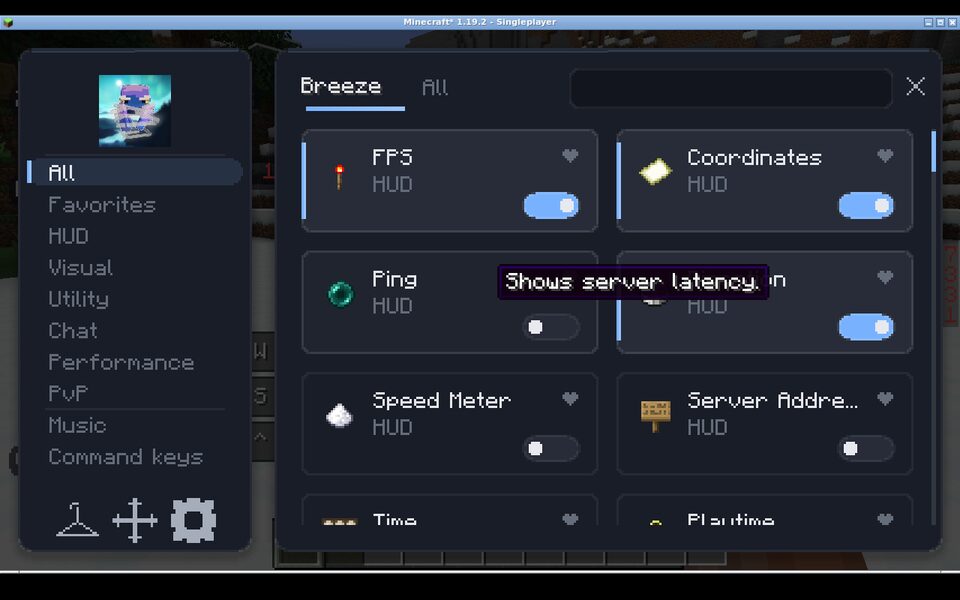 Minecraft* 1.19.2 - Singleplayer
Breeze
All
All
Favorites
HUD
Visual
Utility
Chat
Performance
PvP
Music
Command keys
FPS
HUD
Coordinates
HUD
Ping
HUD
Shows server latency.
HUD
Speed Meter
HUD
Server Addre...
HUD
Time
Playtime
W
S